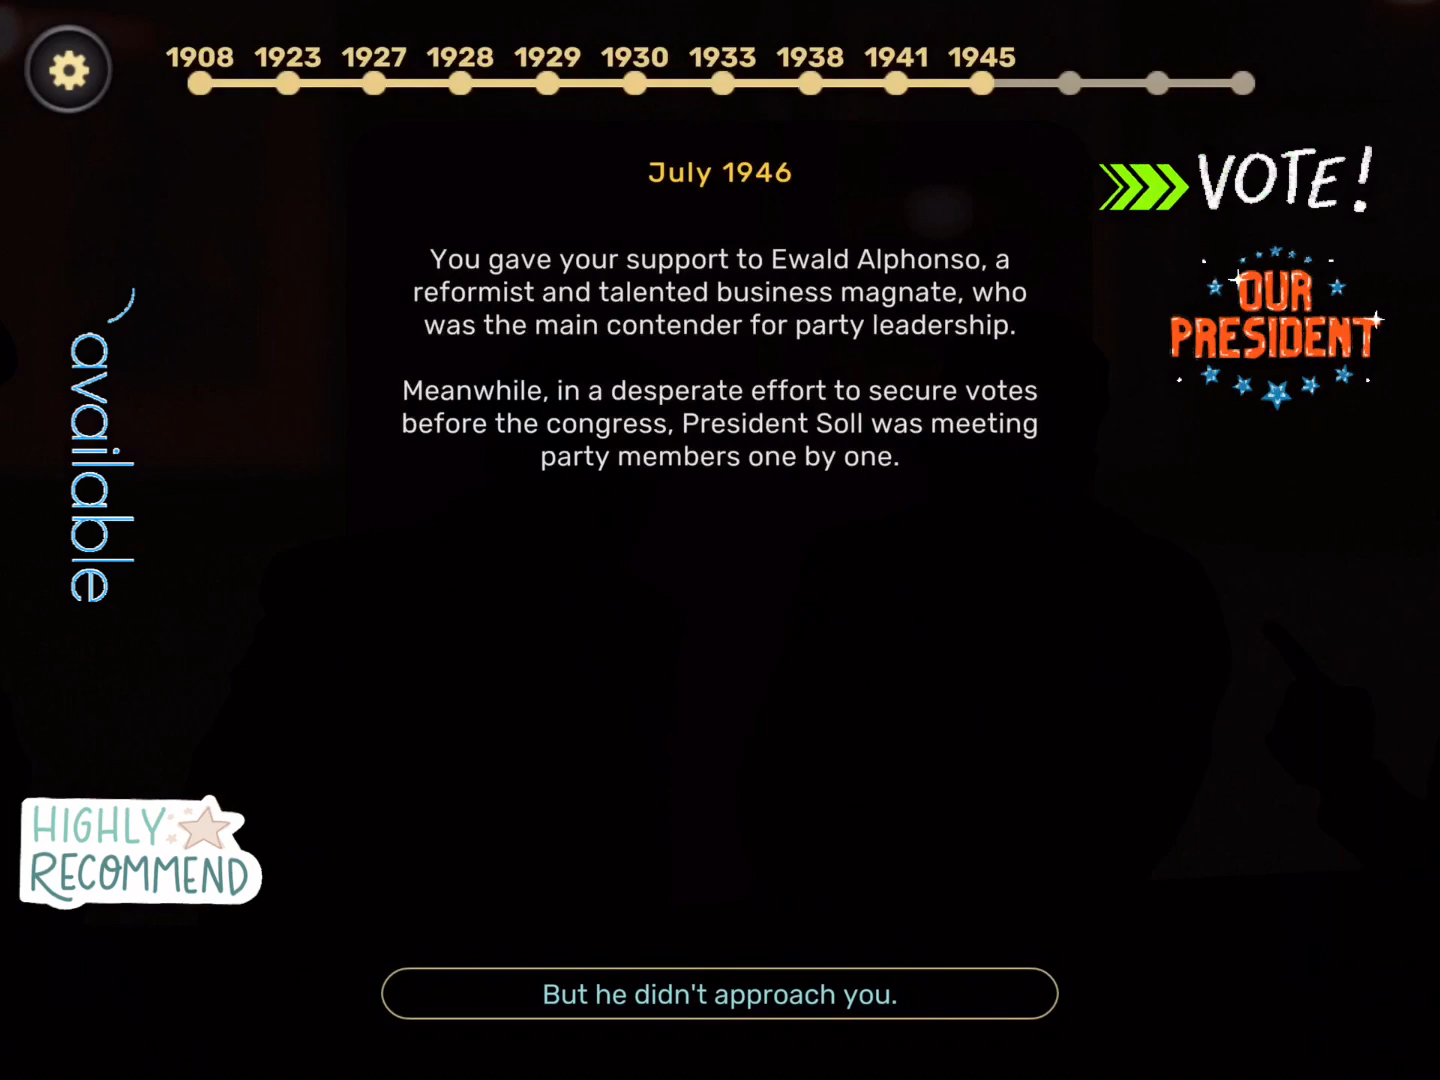 1908 1923 1927 1928 1929 1930 1933 1938 1941 1945
July 1946
VOTE!
You gave your support to Ewald Alphonso, a
reformist and talented business magnate, who
was the main contender for party leadership.
OUR
PRESIDENT
Meanwhile, in a desperate effort to secure votes
before the congress, President Soll was meeting
party members one by one.
available
HIGHLY
RECOMMEND
But he didn't approach you.